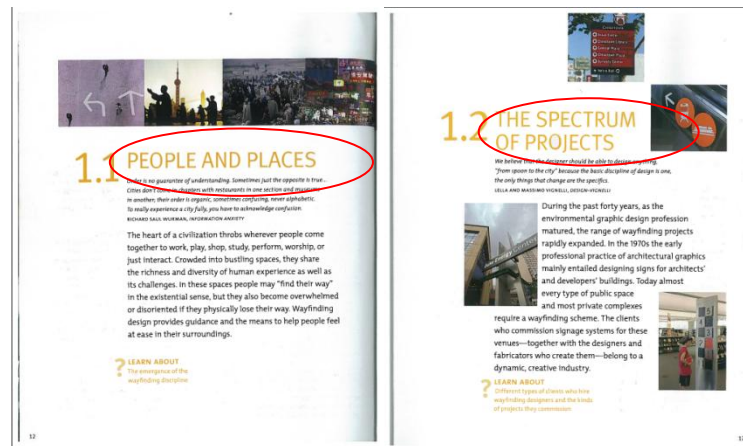 1.1 PEOPLE AND PLACES
Order is no guarantee of understanding. Sometimes just the opposite is true...
Cities don't come in chapters with restaurants in one section and museums
in another, their order is organic, sometimes confusing, never alphabetic.
To really experience a city fully, you have to acknowledge confusion.
RICHARD SAUL WURMAN, INFORMATION ANXIETY
The heart of a civilization throbs wherever people come
together to work, play, shop, study, perform, worship, or
just interact. Crowded into bustling spaces, they share
the richness and diversity of human experience as well as
its challenges. In these spaces people may "find their way"
in the existential sense, but they also become overwhelmed
or disoriented if they physically lose their way. Wayfinding
design provides guidance and the means to help people feel
at ease in their surroundings.
?
LEARN ABOUT
The emergence of the
wayfinding discipline
12
1.2 THE SPECTRUM
OF PROJECTS
We believe that the designer should be able to design anything,
"from spoon to the city" because the basic discipline of design is one,
the only things that change are the specifics.
LELLA AND MASSIMO VIGNELLI, DESIGN-VIGNELLI
During the past forty years, as the
environmental graphic design profession
matured, the range of wayfinding projects
rapidly expanded. In the 1970s the early
professional practice of architectural graphics
mainly entailed designing signs for architects'
and developers' buildings. Today almost
every type of public space
and most private complexes
require a wayfinding scheme. The clients
who commission signage systems for these
venues—together with the designers and
fabricators who create them—belong to a
dynamic, creative industry.
?
LEARN ABOUT
Different types of clients who hire
wayfinding designers and the kinds
of projects they commission